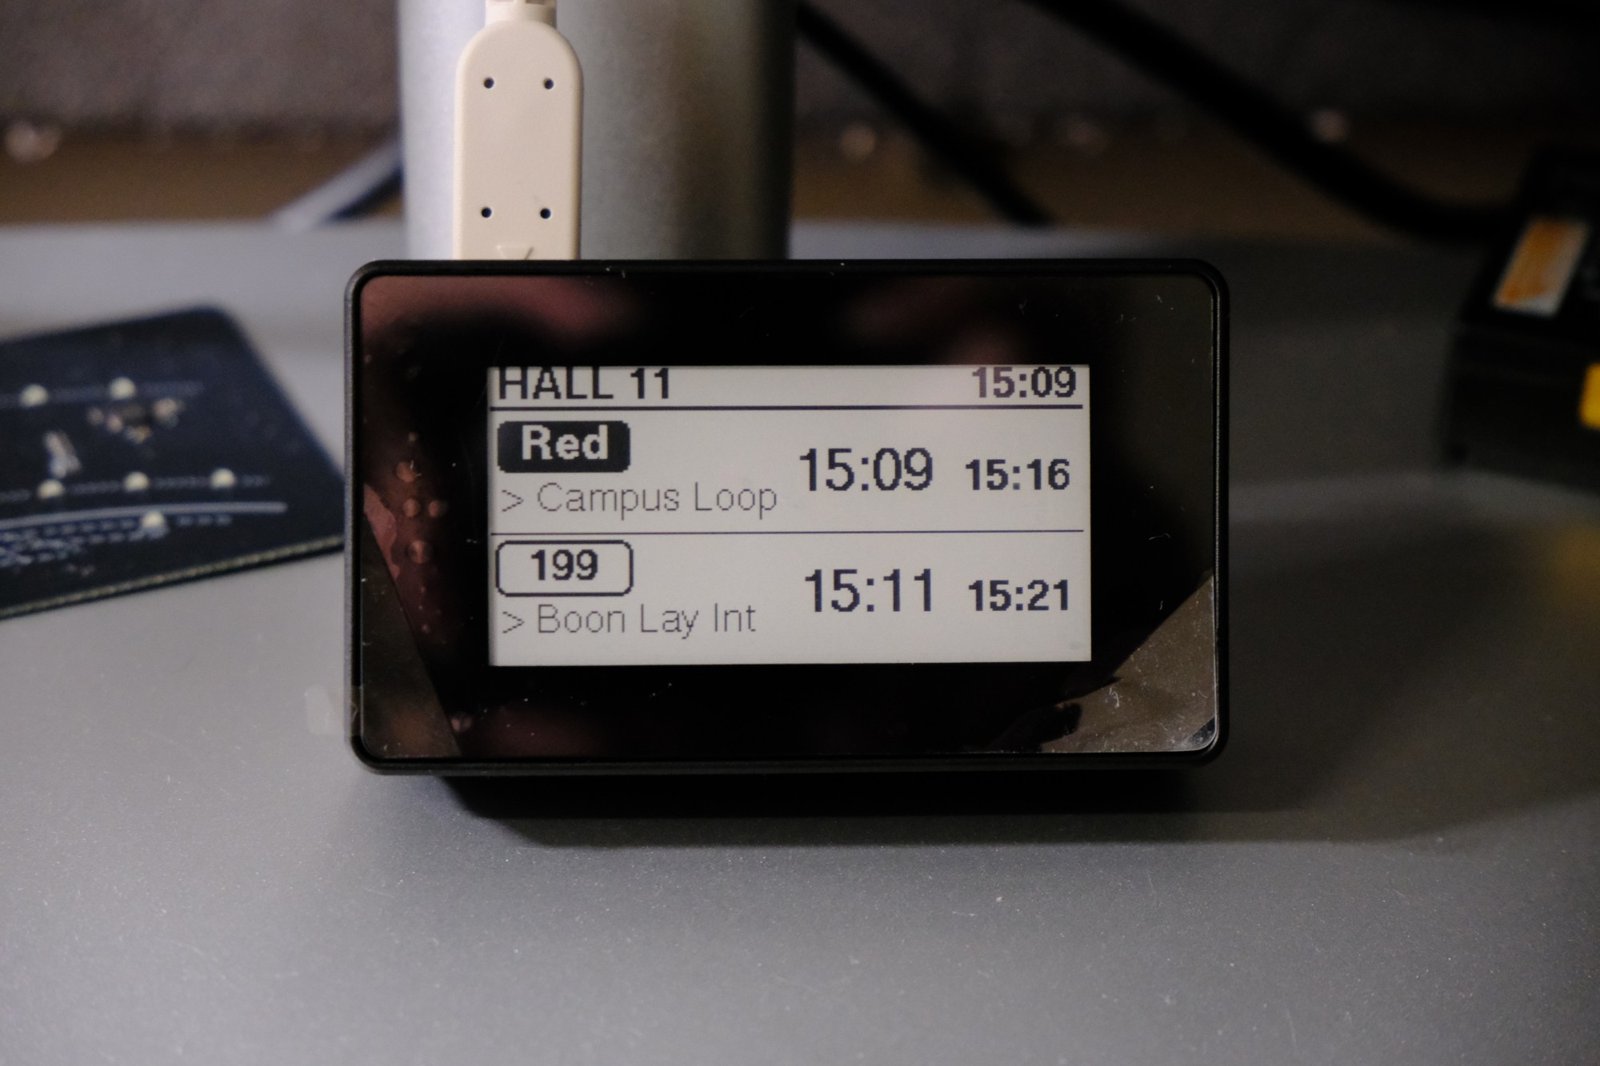 HALL 11 15:09
Red
> Campus Loop 15:09 15:16
199
> Boon Lay Int 15:11 15:21